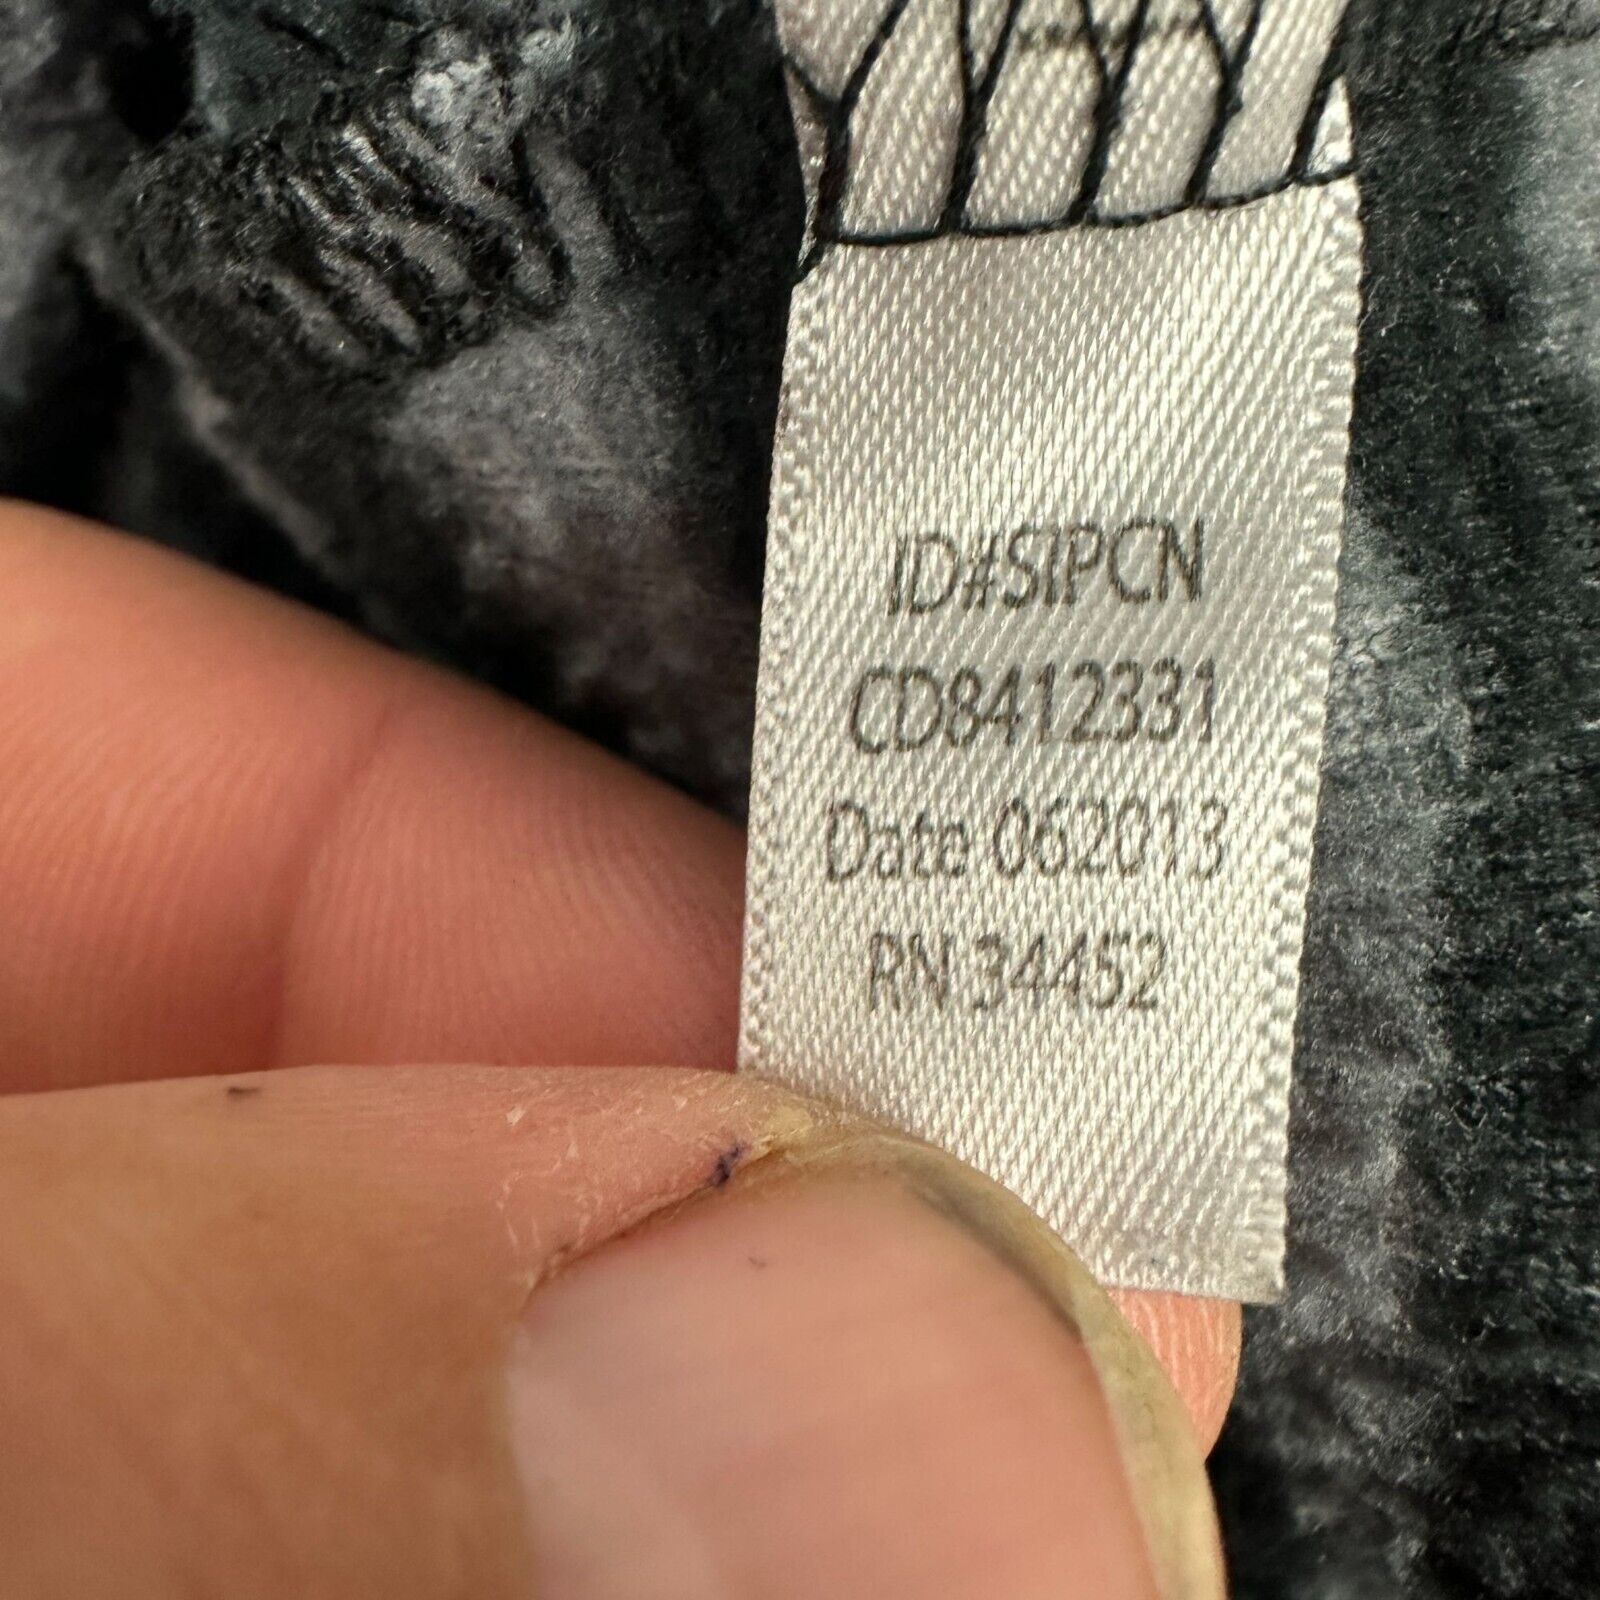 ID#SIPCN
CD8412331
Date 062013
RN 34452